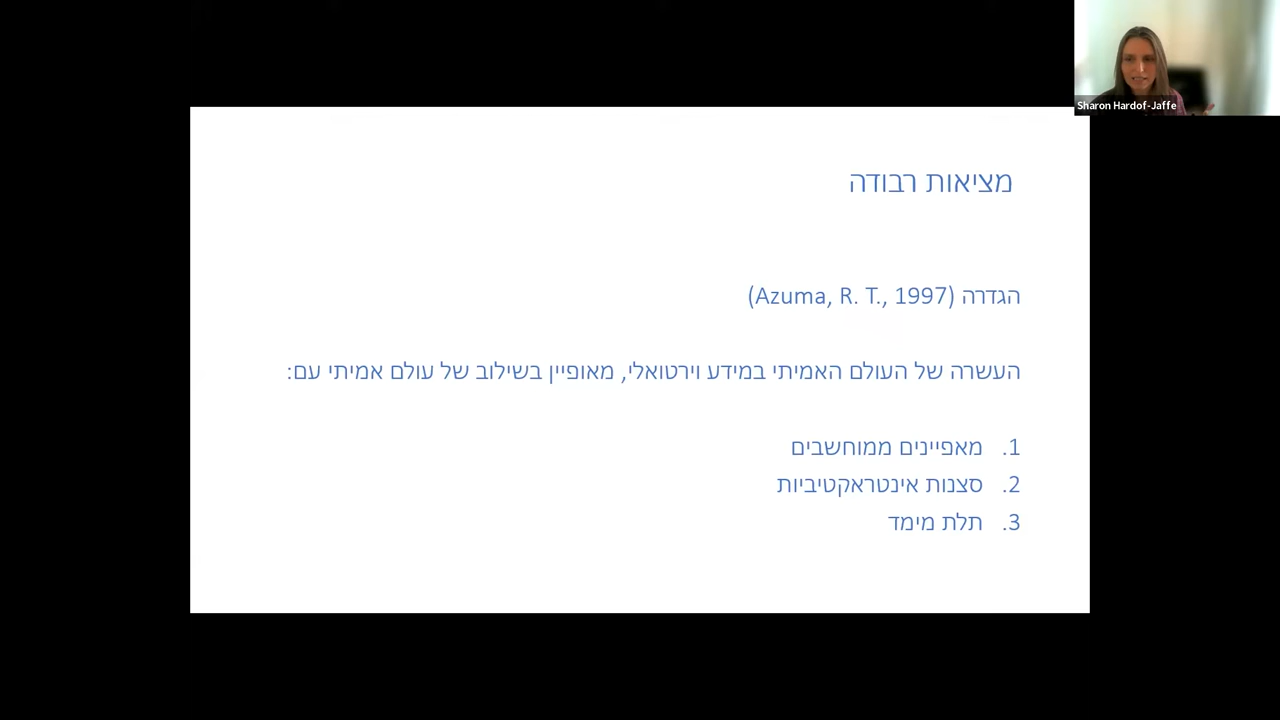 Sharon Hardof-Jaffe
מציאות רבודה
הגדרה (Azuma, R. T., 1997)
העשרה של העולם האמיתי במידע וירטואלי, מאופיין בשילוב של עולם אמיתי עם:
1. מאפיינים ממוחשבים
2. סצנות אינטראקטיביות
3. תלת מימד